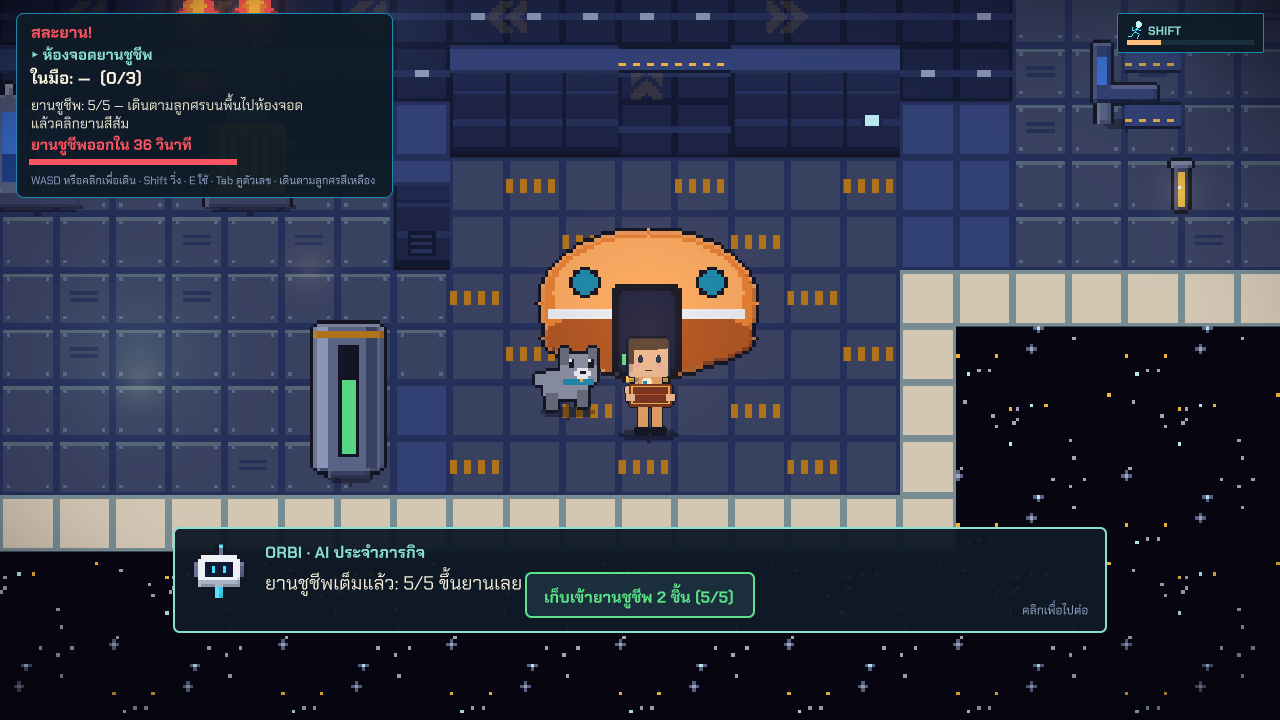 สละยาน!
‣ ห้องจอดยานชูชีพ
ในมือ: — (0/3)
ยานชูชีพ: 5/5 — เดินตามลูกศรบนพื้นไปห้องจอด
แล้วคลิกยานสีส้ม
ยานชูชีพออกใน 36 วินาที
WASD หรือคลิกเพื่อเดิน · Shift วิ่ง · E ใช้ · Tab ดูตัวเลข · เดินตามลูกศรสีเหลือง
SHIFT
ORBI · AI ประจำภารกิจ
ยานชูชีพเต็มแล้ว: 5/5 ขึ้นยานเลย
เก็บเข้ายานชูชีพ 2 ชิ้น (5/5)
คลิกเพื่อไปต่อ